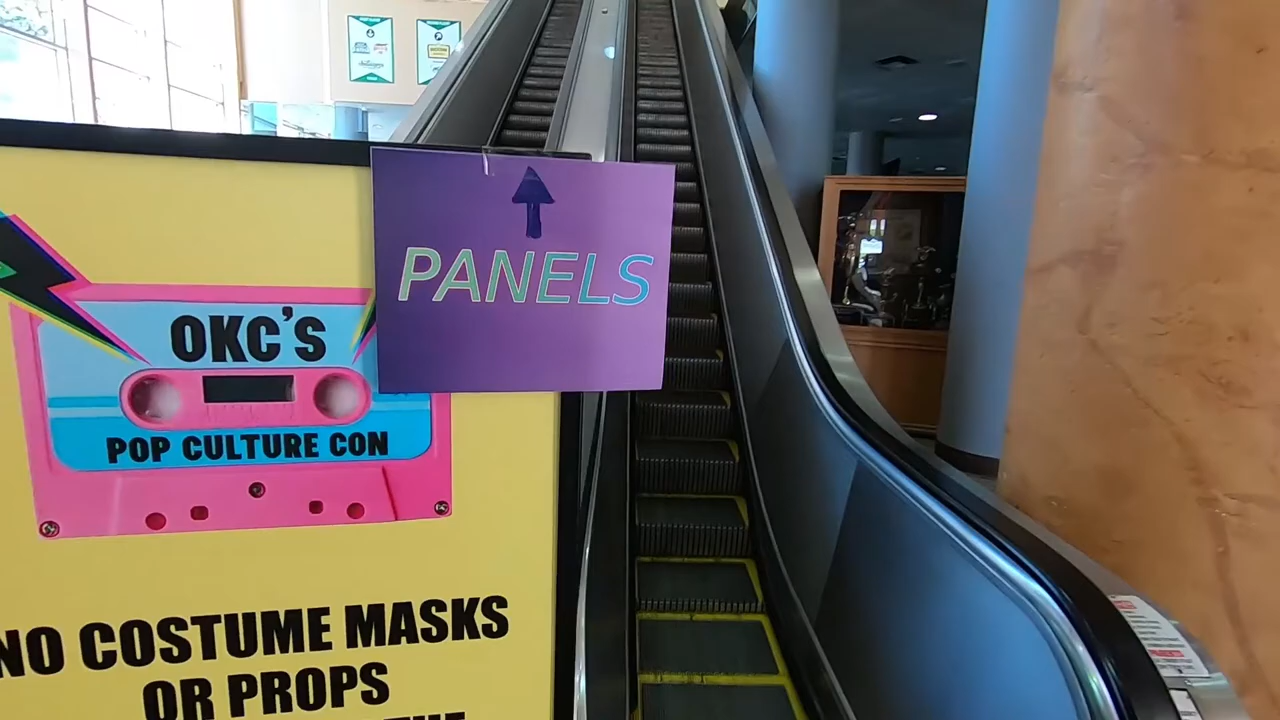 PANELS
OKC'S
POP CULTURE CON
NO COSTUME MASKS
OR PROPS